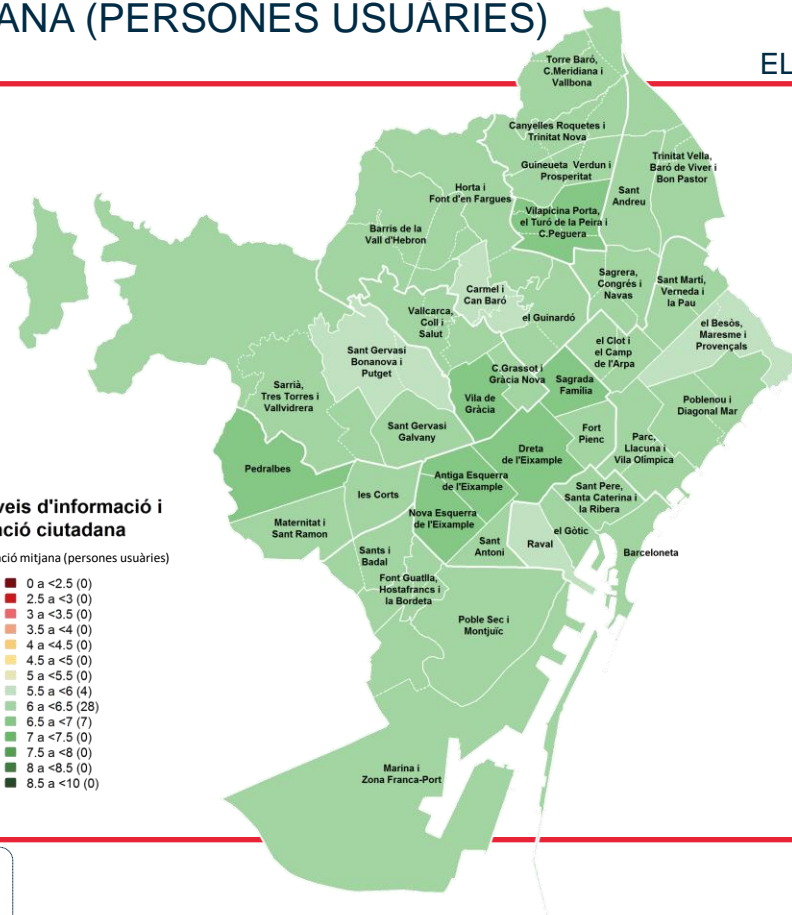 ANA (PERSONES USUÀRIES)
EL
Torre Baró,
C.Meridiana i
Vallbona
Canyelles Roquetes i
Trinitat Nova
Guineueta Verdun i
Prosperitat
Trinitat Vella,
Baró de Viver i
Bon Pastor
Sant
Andreu
Horta i
Font d'en Fargues
Vilapicina Porta,
el Turó de la Peira i
C.Peguera
Barris de la
Vall d'Hebron
Carmel i
Can Baró
Sagrera,
Congrés i
Navas
Sant Martí,
Verneda i
la Pau
Vallcarca,
Coll i
Salut
el Guinardó
el Besòs,
Maresme i
Provençals
Sant Gervasi
Bonanova i
Putget
el Clot i
el Camp
de l'Arpa
Sarrià,
Tres Torres i
Vallvidrera
C.Grassot i
Gràcia Nova
Sagrada
Família
Vila de
Gràcia
Poblenou i
Diagonal Mar
Sant Gervasi
Galvany
Fort
Pienc
Parc,
Llacuna i
Vila Olímpica
Dreta
de l'Eixample
Pedralbes
Antiga Esquerra
de l'Eixample
les Corts
Sant Pere,
Santa Caterina i
la Ribera
Nova Esquerra
de l'Eixample
Maternitat i
Sant Ramon
el Gòtic
Sant
Antoni
Raval
Barceloneta
Sants i
Badal
Font Guatlla,
Hostafrancs i
la Bordeta
Poble Sec i
Montjuïc
Marina i
Zona Franca-Port
veis d'informació i
ció ciutadana
ció mitjana (persones usuàries)
0 a <2.5 (0)
2.5 a <3 (0)
3 a <3.5 (0)
3.5 a <4 (0)
4 a <4.5 (0)
4.5 a <5 (0)
5 a <5.5 (0)
5.5 a <6 (4)
6 a <6.5 (28)
6.5 a <7 (7)
7 a <7.5 (0)
7.5 a <8 (0)
8 a <8.5 (0)
8.5 a <10 (0)